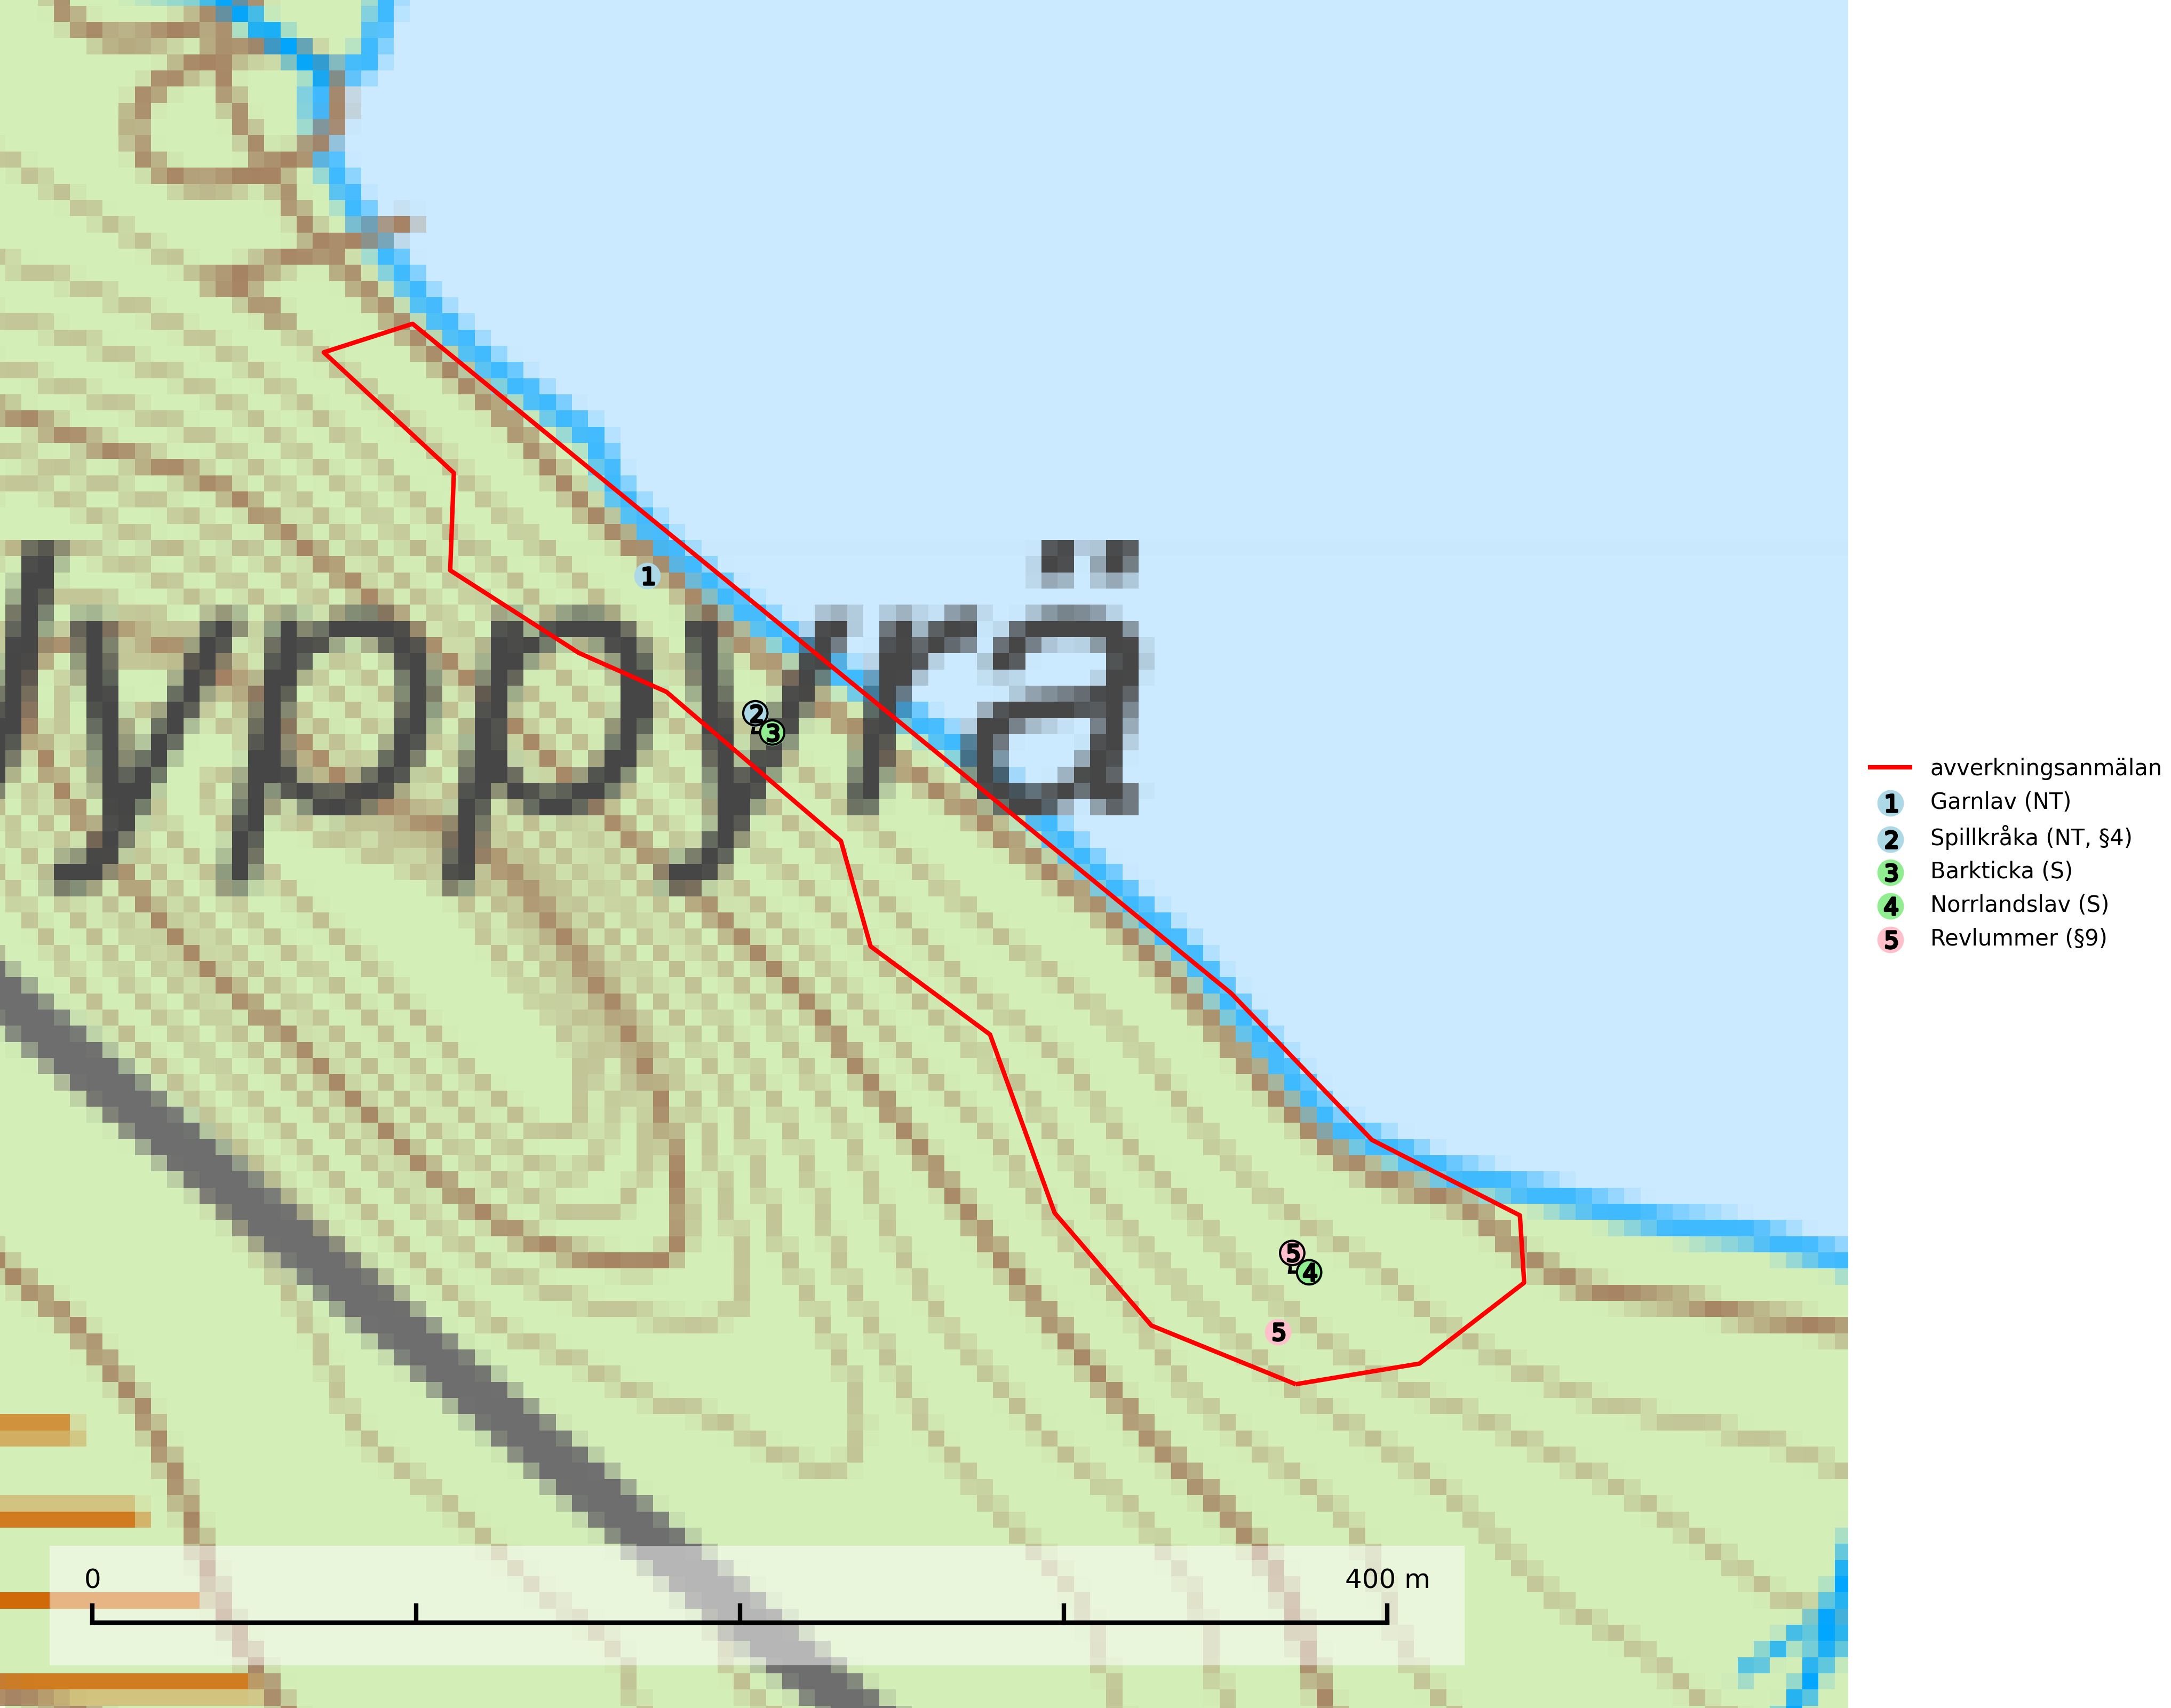 yppyrä
1
2
3
5
4
5
0 400 m
avverkningsanmälan
1 Garnlav (NT)
2 Spillkråka (NT, §4)
3 Barkticka (S)
4 Norrlandslav (S)
5 Revlummer (§9)